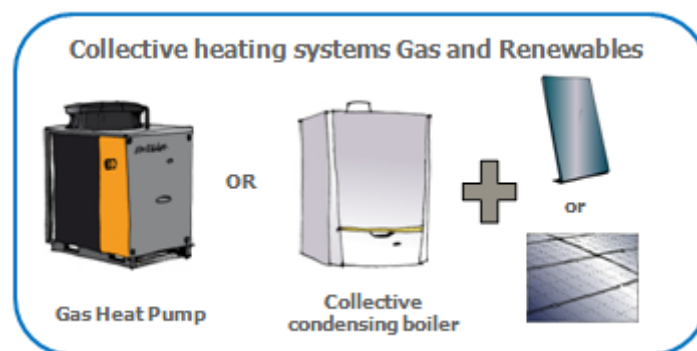 Collective heating systems Gas and Renewables
OR
or
Gas Heat Pump
Collective
condensing boiler